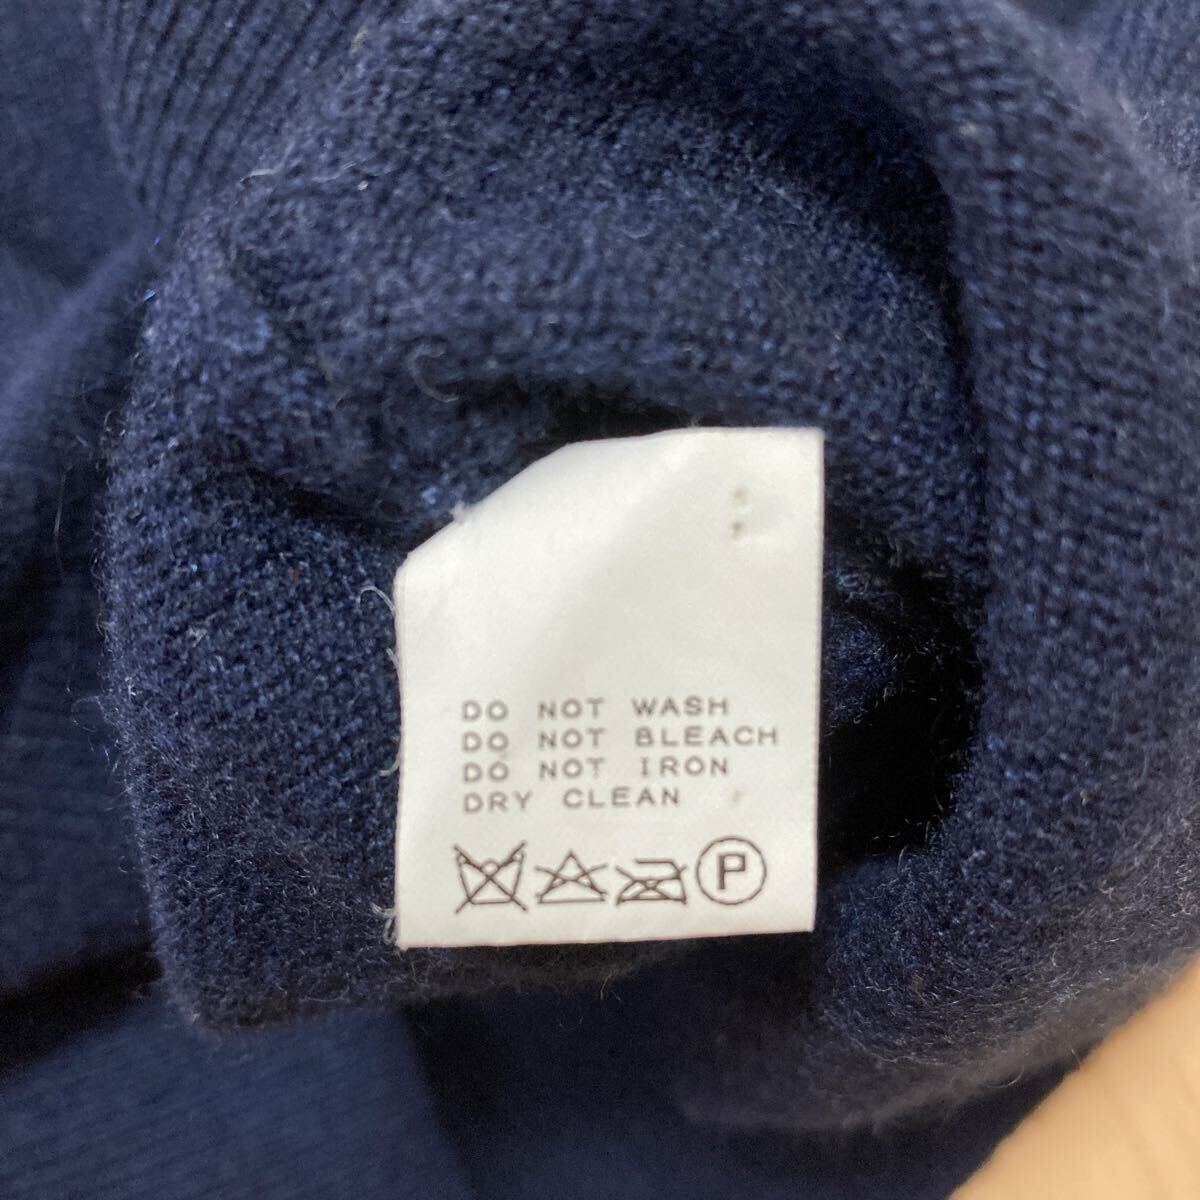 DO NOT WASH
DO NOT BLEACH
DO NOT IRON
DRY CLEAN
P